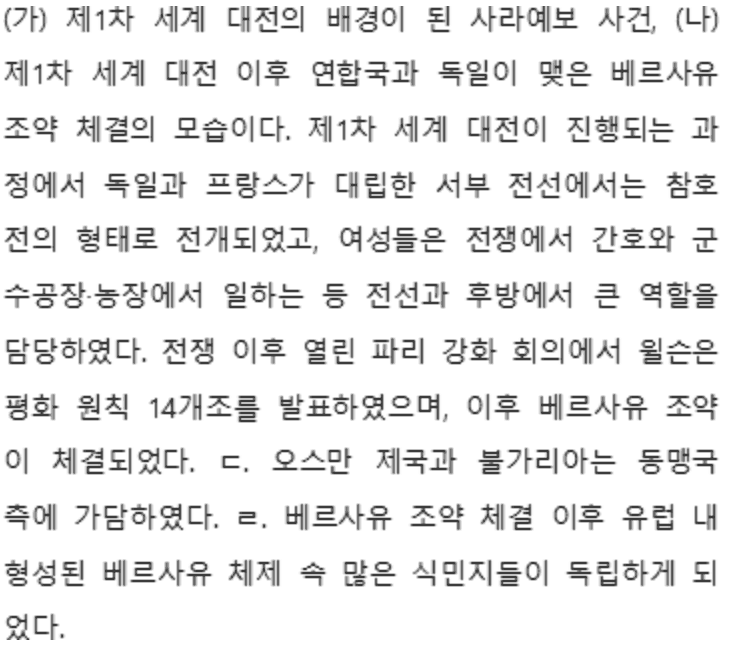 (가) 제1차 세계 대전의 배경이 된 사라예보 사건, (나)
제1차 세계 대전 이후 연합국과 독일이 맺은 베르사유
조약 체결의 모습이다. 제1차 세계 대전이 진행되는 과
정에서 독일과 프랑스가 대립한 서부 전선에서는 참호
전의 형태로 전개되었고, 여성들은 전쟁에서 간호와 군
수공장·농장에서 일하는 등 전선과 후방에서 큰 역할을
담당하였다. 전쟁 이후 열린 파리 강화 회의에서 윌슨은
평화 원칙 14개조를 발표하였으며, 이후 베르사유 조약
이 체결되었다. ㄷ. 오스만 제국과 불가리아는 동맹국
측에 가담하였다. ㄹ. 베르사유 조약 체결 이후 유럽 내
형성된 베르사유 체제 속 많은 식민지들이 독립하게 되
었다.